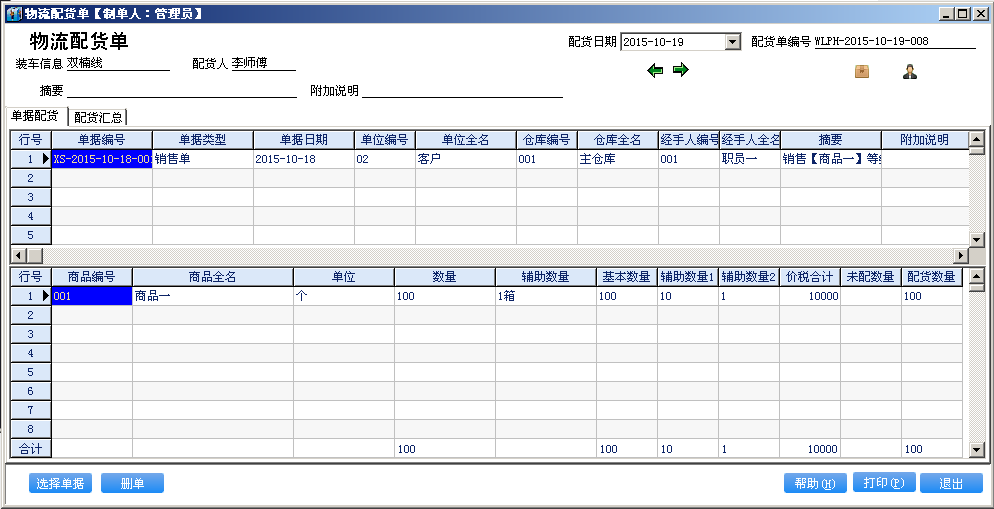 物流配货单【制单人：管理员】
物流配货单
配货日期 2015-10-19 配货单编号 WLPH-2015-10-19-008
装车信息 双楠线 配货人 李师傅
摘要 附加说明
单据配货 配货汇总
行号 单据编号 单据类型 单据日期 单位编号 单位全名 仓库编号 仓库全名 经手人编号 经手人全名 摘要 附加说明
1 XS-2015-10-18-00 销售单 2015-10-18 02 客户 001 主仓库 001 职员一 销售【商品一】等
2
3
4
5
行号 商品编号 商品全名 单位 数量 辅助数量 基本数量 辅助数量1 辅助数量2 价税合计 未配数量 配货数量
1 001 商品一 个 100 1箱 100 10 1 10000 100
2
3
4
5
6
7
8
合计 100 100 10 1 10000 100
选择单据 删单 帮助(H) 打印(P) 退出